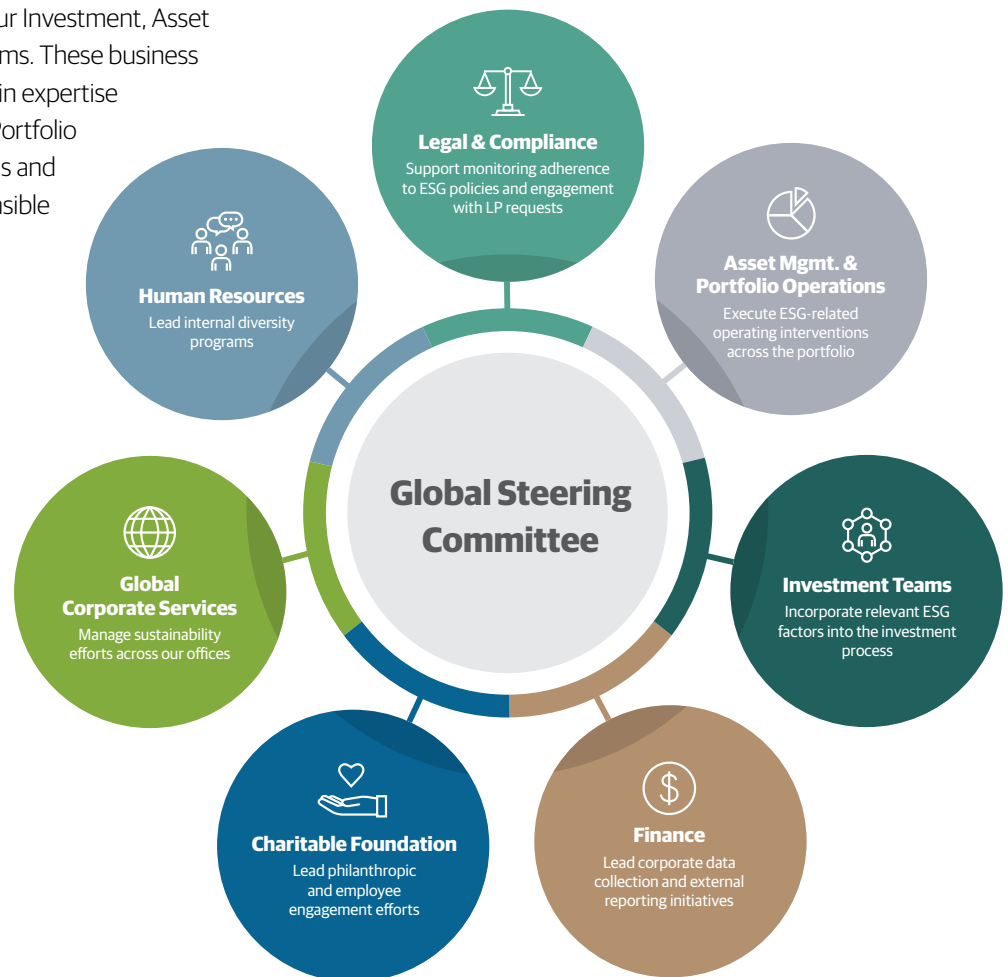 ur Investment, Asset
ms. These business
in expertise
Portfolio
s and
nsible
Legal & Compliance
Support monitoring adherence
to ESG policies and engagement
with LP requests
Human Resources
Lead internal diversity
programs
Asset Mgmt. &
Portfolio Operations
Execute ESG-related
operating interventions
across the portfolio
Global Steering
Committee
Global
Corporate Services
Manage sustainability
efforts across our offices
Investment Teams
Incorporate relevant ESG
factors into the investment
process
Charitable Foundation
Lead philanthropic
and employee
engagement efforts
$
Finance
Lead corporate data
collection and external
reporting initiatives